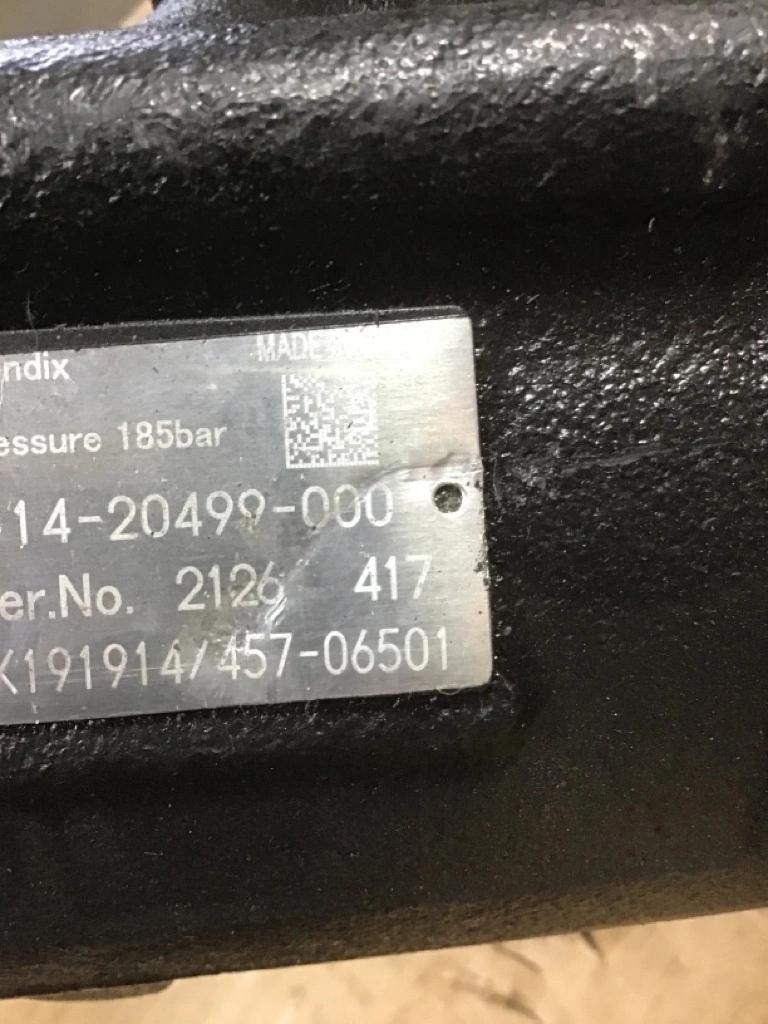 MADE
ndix
essure 185bar
14-20499-000
er.No. 2126 417
K191914/457-06501